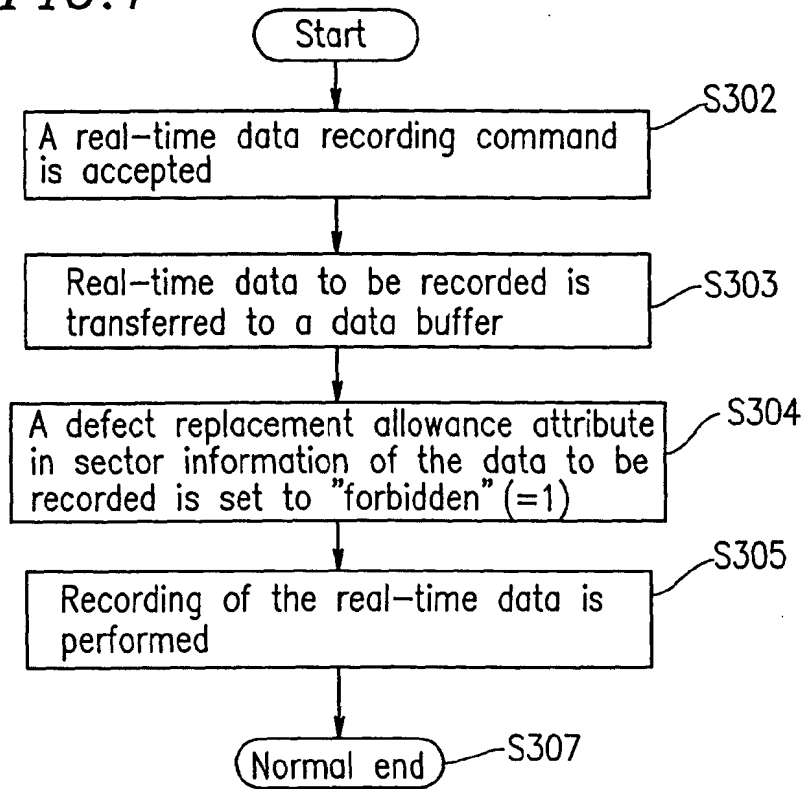 FIG. 7
Start
A real-time data recording command
is accepted
S302
Real-time data to be recorded is
transferred to a data buffer
S303
A defect replacement allowance attribute
in sector information of the data to be
recorded is set to "forbidden" (=1)
S304
Recording of the real-time data is
performed
S305
Normal end
S307